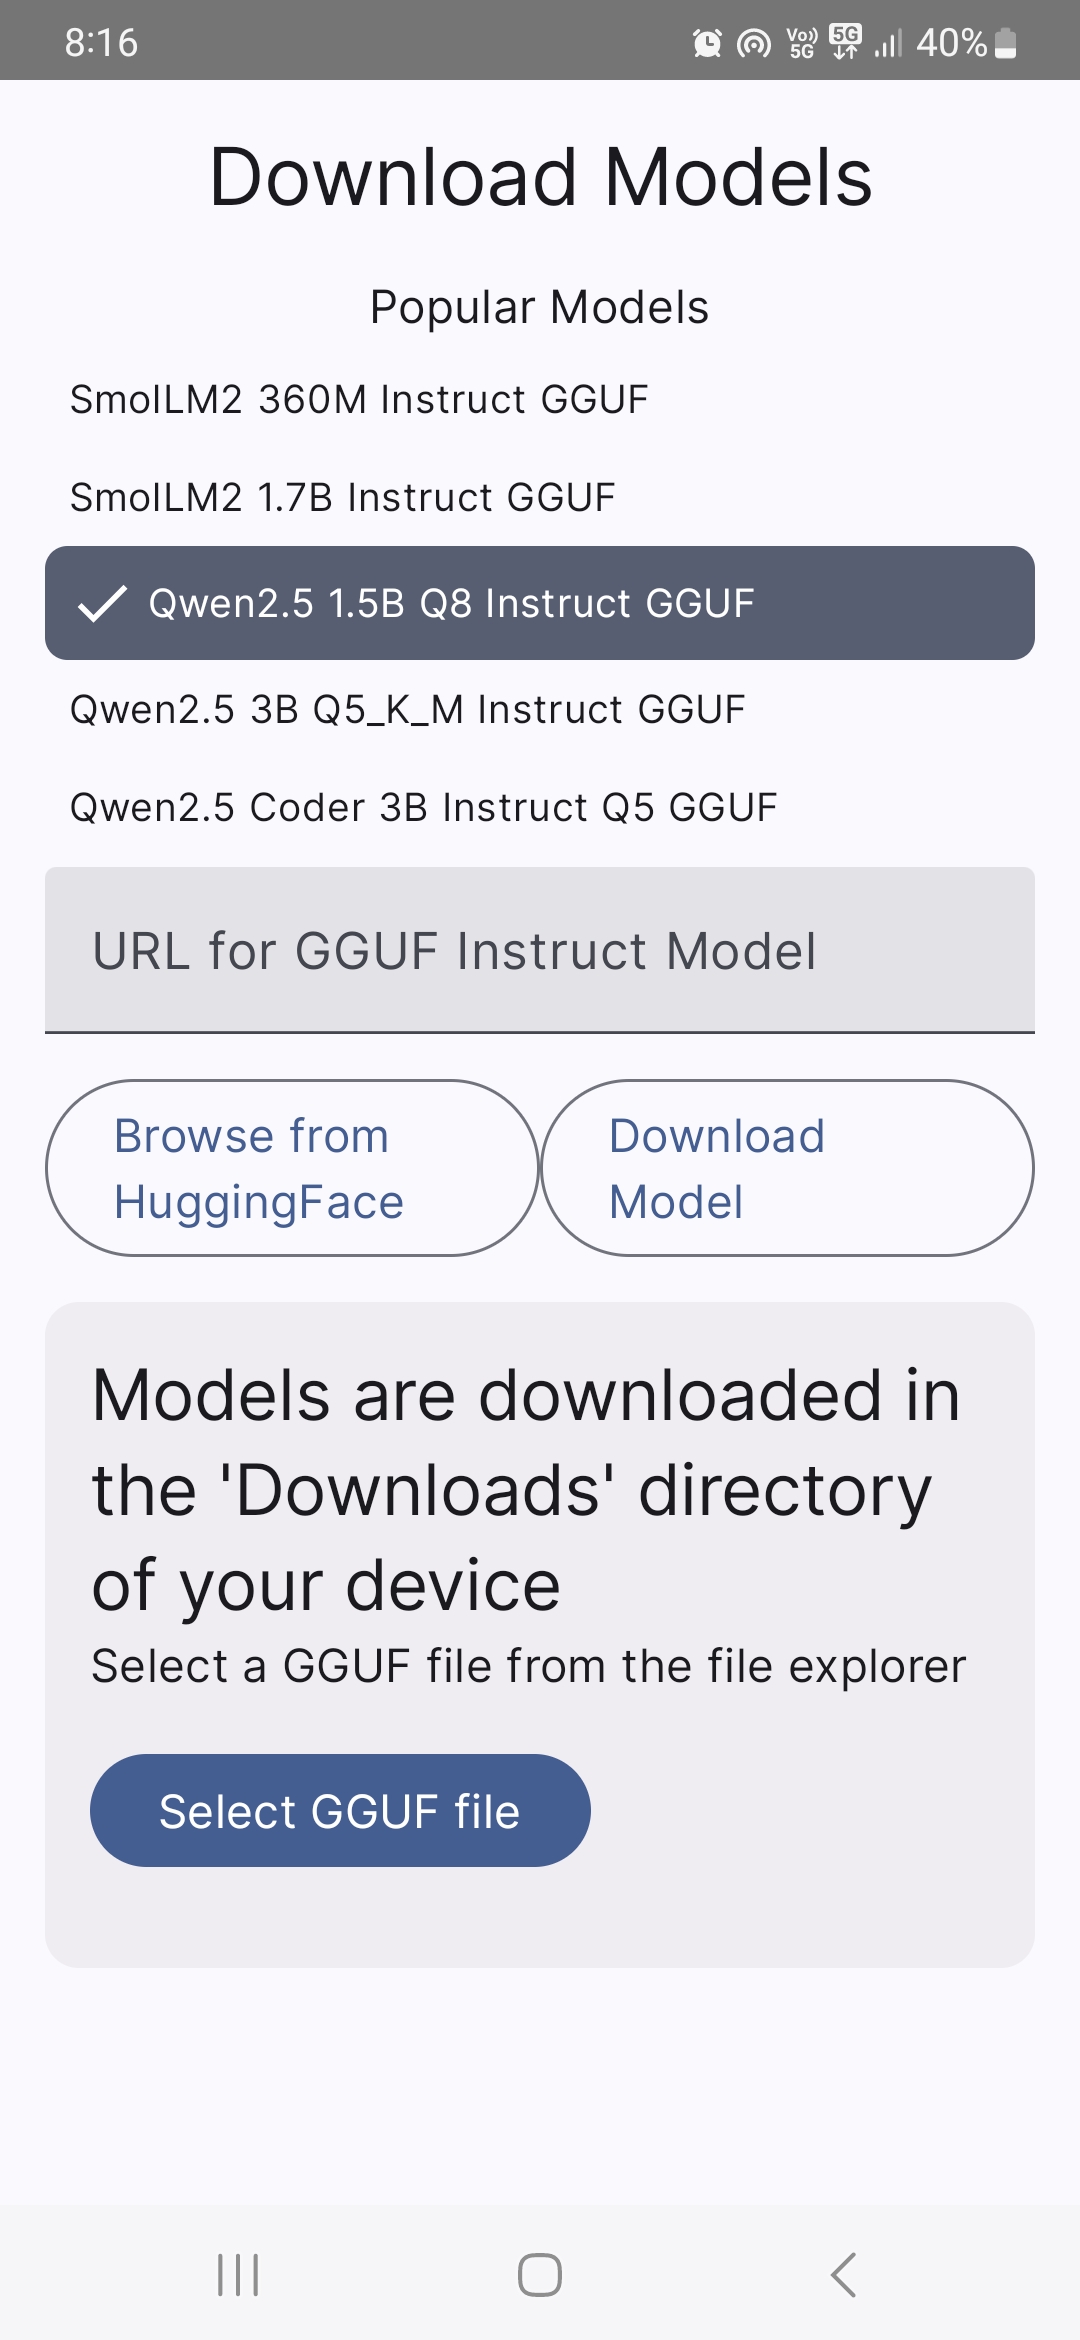 8:16
Vo)) 5G 5G 40%
Download Models
Popular Models
SmolLM2 360M Instruct GGUF
SmolLM2 1.7B Instruct GGUF
Qwen2.5 1.5B Q8 Instruct GGUF
Qwen2.5 3B Q5_K_M Instruct GGUF
Qwen2.5 Coder 3B Instruct Q5 GGUF
URL for GGUF Instruct Model
Browse from
HuggingFace
Download
Model
Models are downloaded in
the 'Downloads' directory
of your device
Select a GGUF file from the file explorer
Select GGUF file